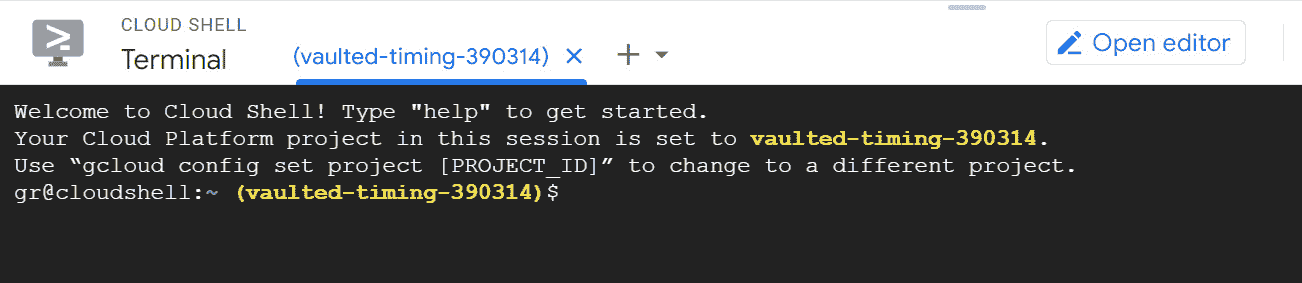 CLOUD SHELL
Terminal
(vaulted-timing-390314)
Open editor
Welcome to Cloud Shell! Type "help" to get started.
Your Cloud Platform project in this session is set to vaulted-timing-390314.
Use “gcloud config set project [PROJECT_ID]” to change to a different project.
gr@cloudshell:~ (vaulted-timing-390314)$